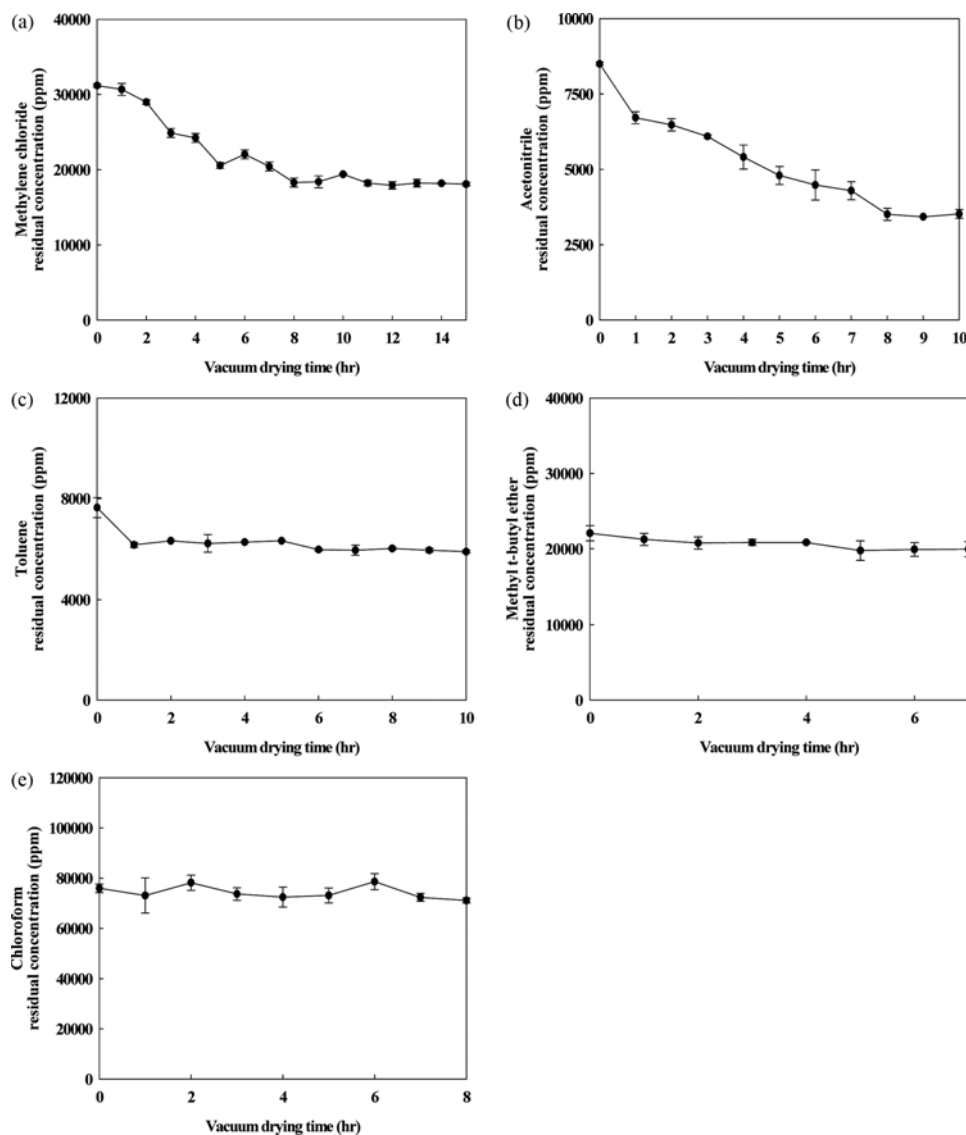 (a)
40000
30000
20000
10000
0
Methylene chloride
residual concentration (ppm)
0 2 4 6 8 10 12 14
Vacuum drying time (hr)
(b)
10000
7500
5000
2500
0
Acetonitrile
residual concentration (ppm)
0 1 2 3 4 5 6 7 8 9 10
Vacuum drying time (hr)
(c)
12000
8000
4000
0
Toluene
residual concentration (ppm)
0 2 4 6 8 10
Vacuum drying time (hr)
(d)
40000
30000
20000
10000
0
Methyl t-butyl ether
residual concentration (ppm)
0 2 4 6
Vacuum drying time (hr)
(e)
120000
100000
80000
60000
40000
20000
0
Chloroform
residual concentration (ppm)
0 2 4 6 8
Vacuum drying time (hr)